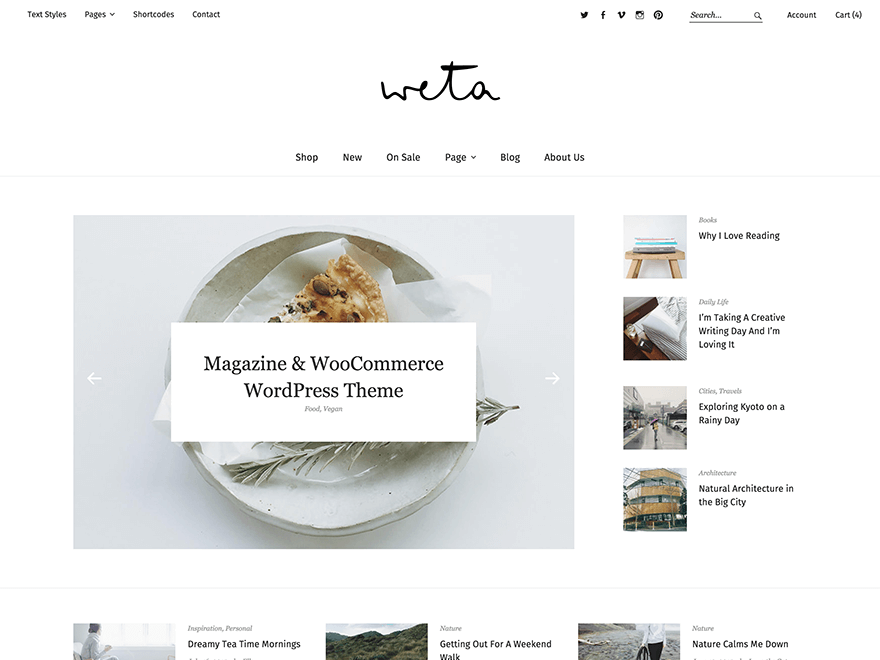 Text Styles Pages Shortcodes Contact Search... Account Cart (4)
weta
Shop New On Sale Page Blog About Us
Magazine & WooCommerce
WordPress Theme
Food, Vegan
Books
Why I Love Reading
Daily Life
I'm Taking A Creative
Writing Day And I'm
Loving It
Cities, Travels
Exploring Kyoto on a
Rainy Day
Architecture
Natural Architecture in
the Big City
Inspiration, Personal
Dreamy Tea Time Mornings
Nature
Getting Out For A Weekend
Walk
Nature
Nature Calms Me Down